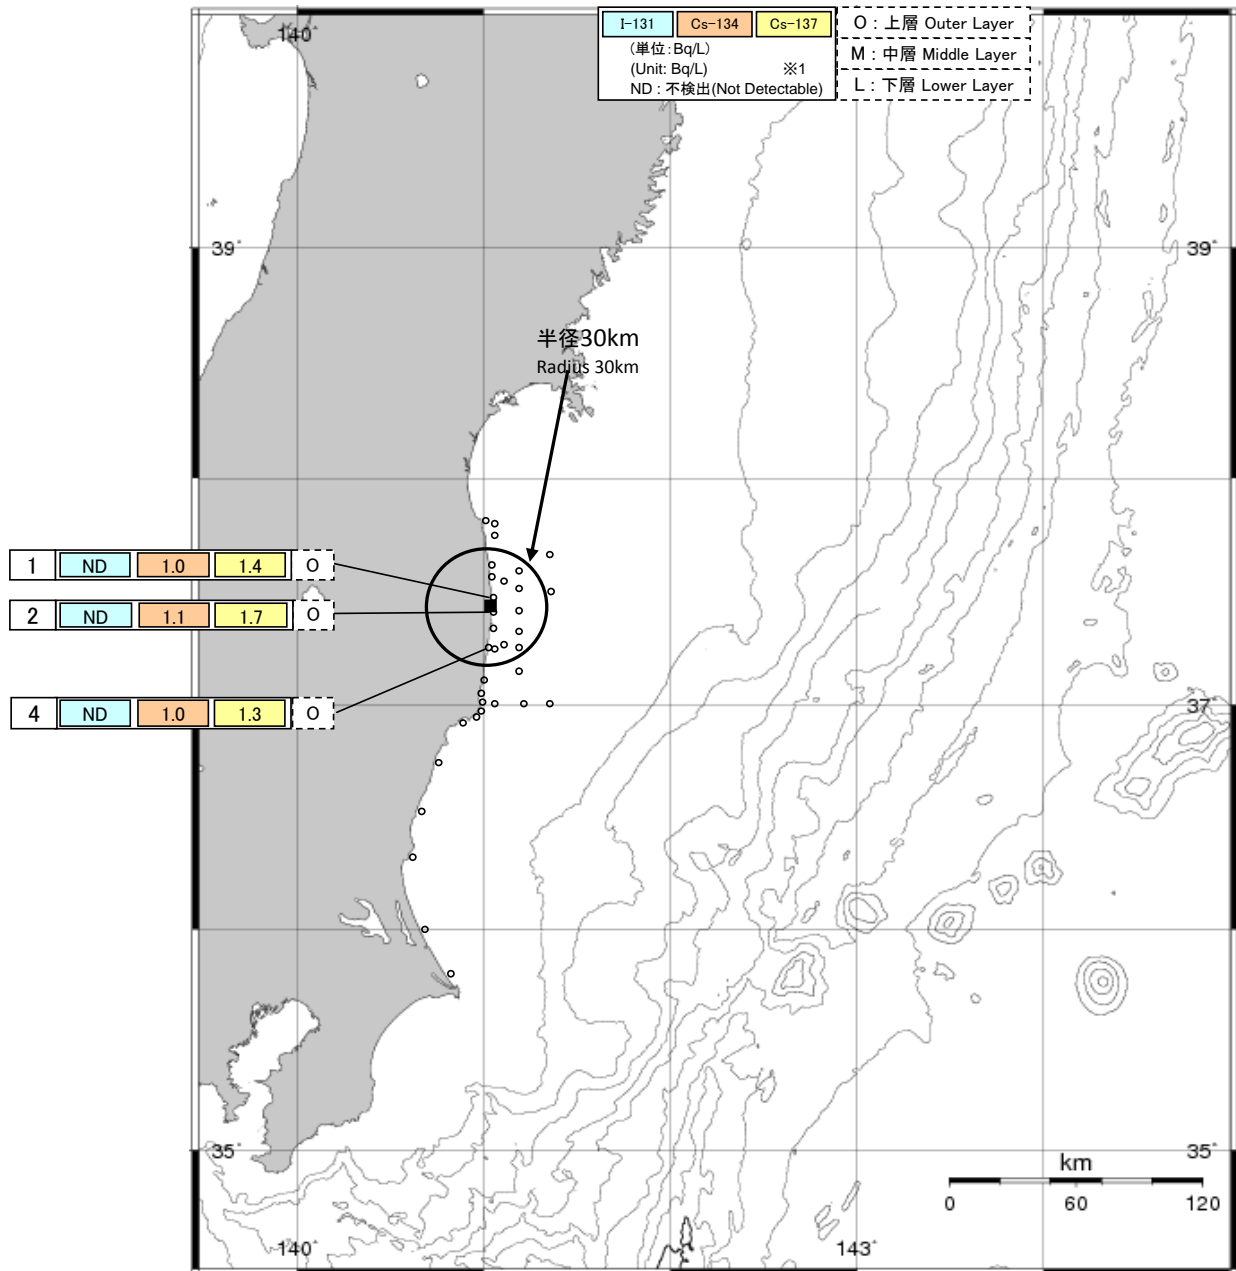 140°
I-131 Cs-134 Cs-137
(単位:Bq/L)
(Unit: Bq/L) ※1
ND : 不検出(Not Detectable)
O : 上層 Outer Layer
M : 中層 Middle Layer
L : 下層 Lower Layer
39° 39°
半径30km
Radius 30km
1 ND 1.0 1.4 O
2 ND 1.1 1.7 O
4 ND 1.0 1.3 O
37°
35° 35°
km
0 60 120
140° 143°